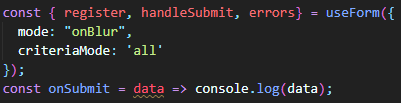 const { register, handleSubmit, errors} = useForm({
  mode: "onBlur",
  criteriaMode: 'all'
});
const onSubmit = data => console.log(data);